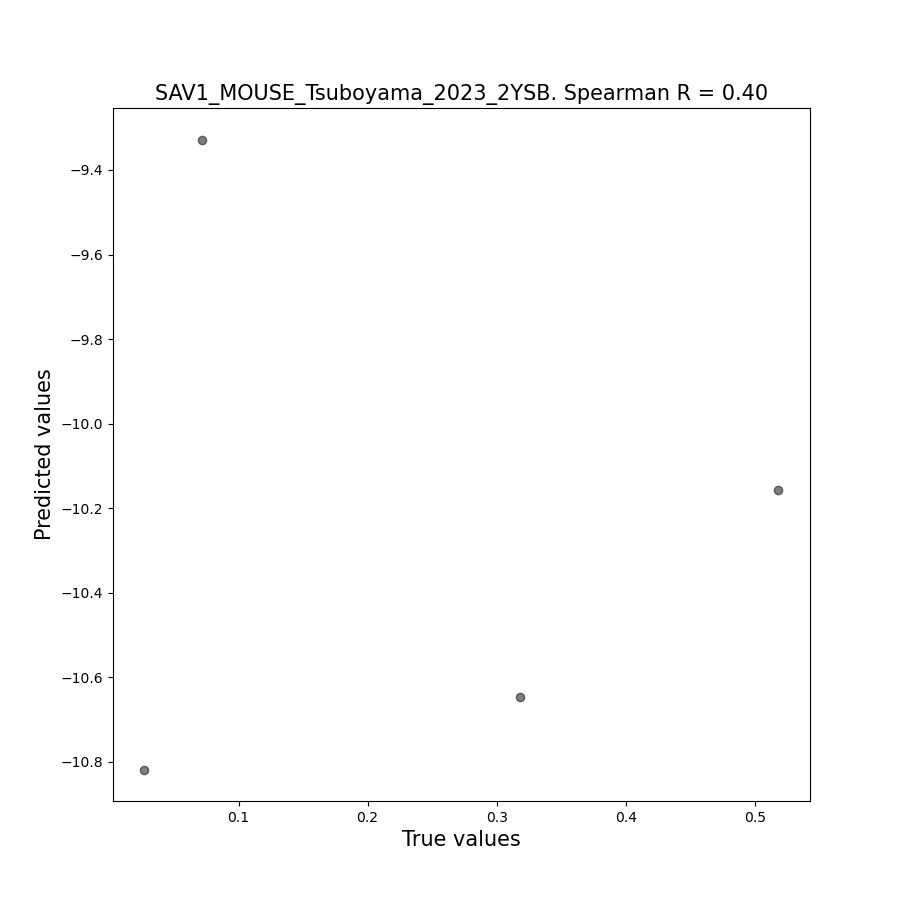 SAV1_MOUSE_Tsuboyama_2023_2YSB. Spearman R = 0.40
−9.4
−9.6
−9.8
−10.0
−10.2
−10.4
−10.6
−10.8
Predicted values
0.1 0.2 0.3 0.4 0.5
True values